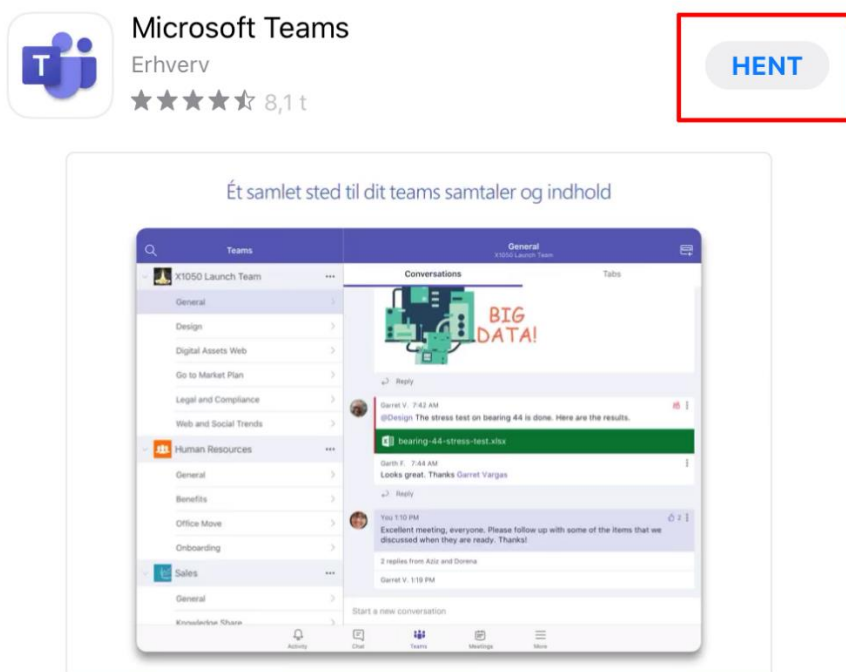 T
Microsoft Teams
Erhverv
8,1 t
HENT
Ét samlet sted til dit teams samtaler og indhold
Teams
General
X1050 Launch Team
X1050 Launch Team
Conversations
Tabs
General
Design
Digital Assets Web
Go to Market Plan
Legal and Compliance
Web and Social Trends
Human Resources
General
Benefits
Office Move
Onboarding
Sales
General
Knowledge Share
BIG
DATA!
Reply
Garret V. 7:42 AM
@Design The stress test on bearing 44 is done. Here are the results.
bearing-44-stress-test.xlsx
Garth F. 7:44 AM
Looks great. Thanks Garret Vargas
Reply
You 1:10 PM
2
Excellent meeting, everyone. Please follow up with some of the items that we
discussed when they are ready. Thanks!
2 replies from Aziz and Dorena
Garret V. 1:19 PM
Start a new conversation
Activity
Chat
Teams
Meetings
More